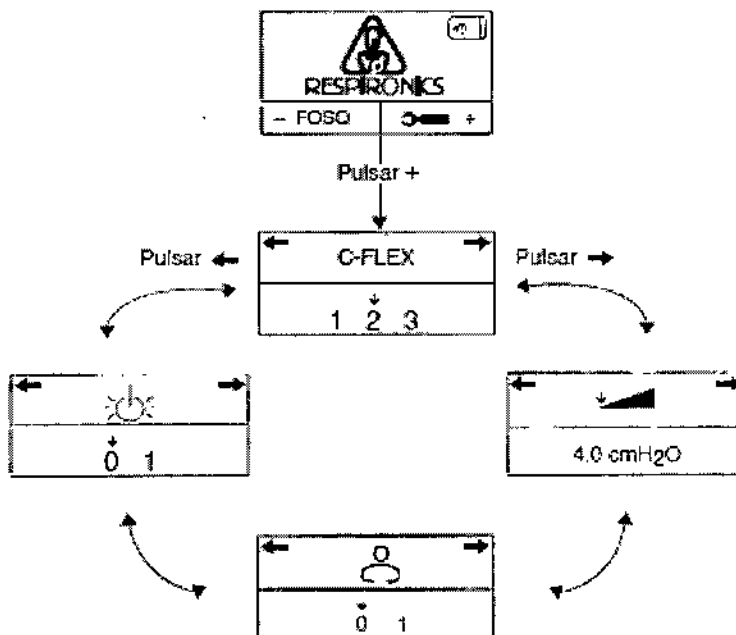 RESPIRONICS
- FOSQ +
Pulsar +
Pulsar ←
C-FLEX
Pulsar →
1 2 3
0 1
4.0 cmH2O
0 1